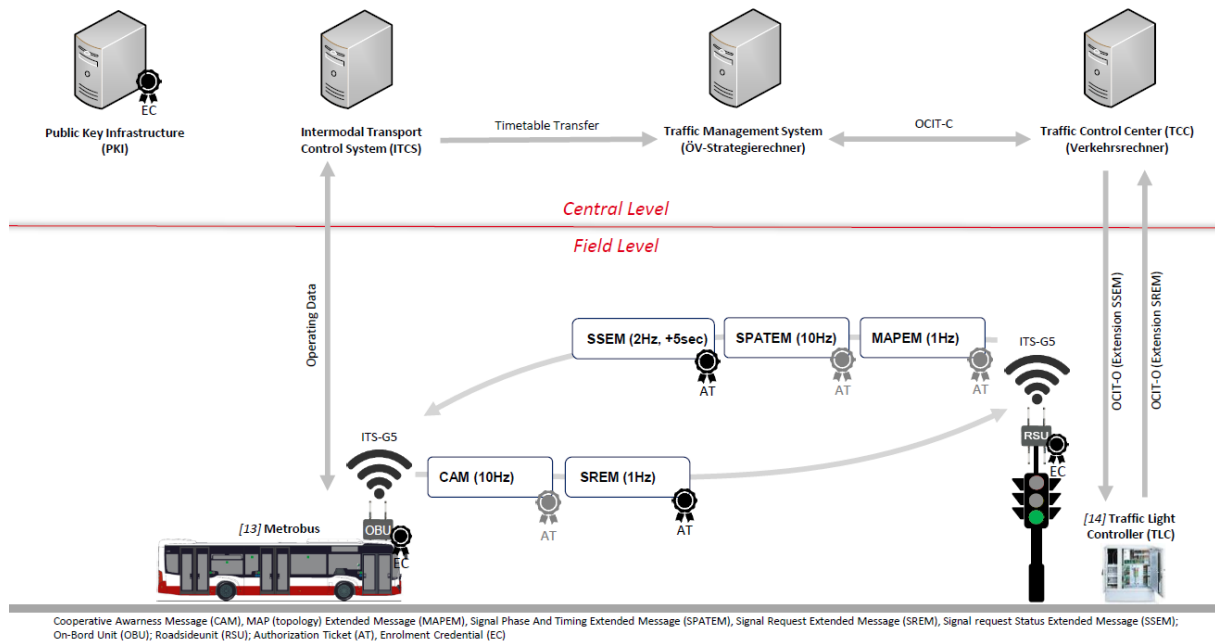 EC
Public Key Infrastructure
(PKI)
Intermodal Transport
Control System (ITCS)
Timetable Transfer
Traffic Management System
(ÖV-Strategierechner)
OCIT-C
Traffic Control Center (TCC)
(Verkehrsrechner)
Central Level
Field Level
Operating Data
OCIT-O (Extension SSEM)
OCIT-O (Extension SREM)
SSEM (2Hz, +5sec)
AT
SPATEM (10Hz)
AT
MAPEM (1Hz)
AT
ITS-G5
RSU
EC
ITS-G5
CAM (10Hz)
AT
SREM (1Hz)
AT
[13] Metrobus
OBU
EC
[14] Traffic Light
Controller (TLC)
Cooperative Awarness Message (CAM), MAP (topology) Extended Message (MAPEM), Signal Phase And Timing Extended Message (SPATEM), Signal Request Extended Message (SREM), Signal request Status Extended Message (SSEM);
On-Bord Unit (OBU); Roadsideunit (RSU); Authorization Ticket (AT), Enrolment Credential (EC)